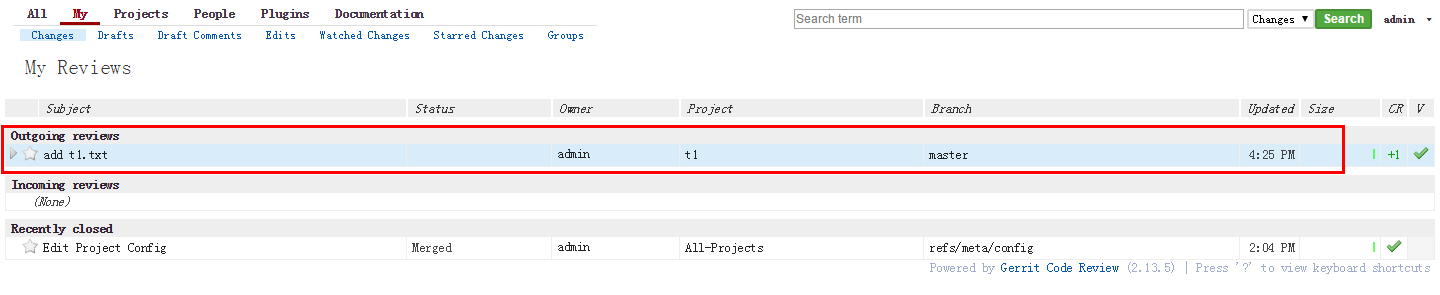 All My Projects People Plugins Documentation
Search term Changes Search admin
Changes Drafts Draft Comments Edits Watched Changes Starred Changes Groups
My Reviews
Subject Status Owner Project Branch Updated Size CR V
Outgoing reviews
add t1.txt admin t1 master 4:25 PM +1
Incoming reviews
(None)
Recently closed
Edit Project Config Merged admin All-Projects refs/meta/config 2:04 PM
Powered by Gerrit Code Review (2.13.5) | Press '?' to view keyboard shortcuts